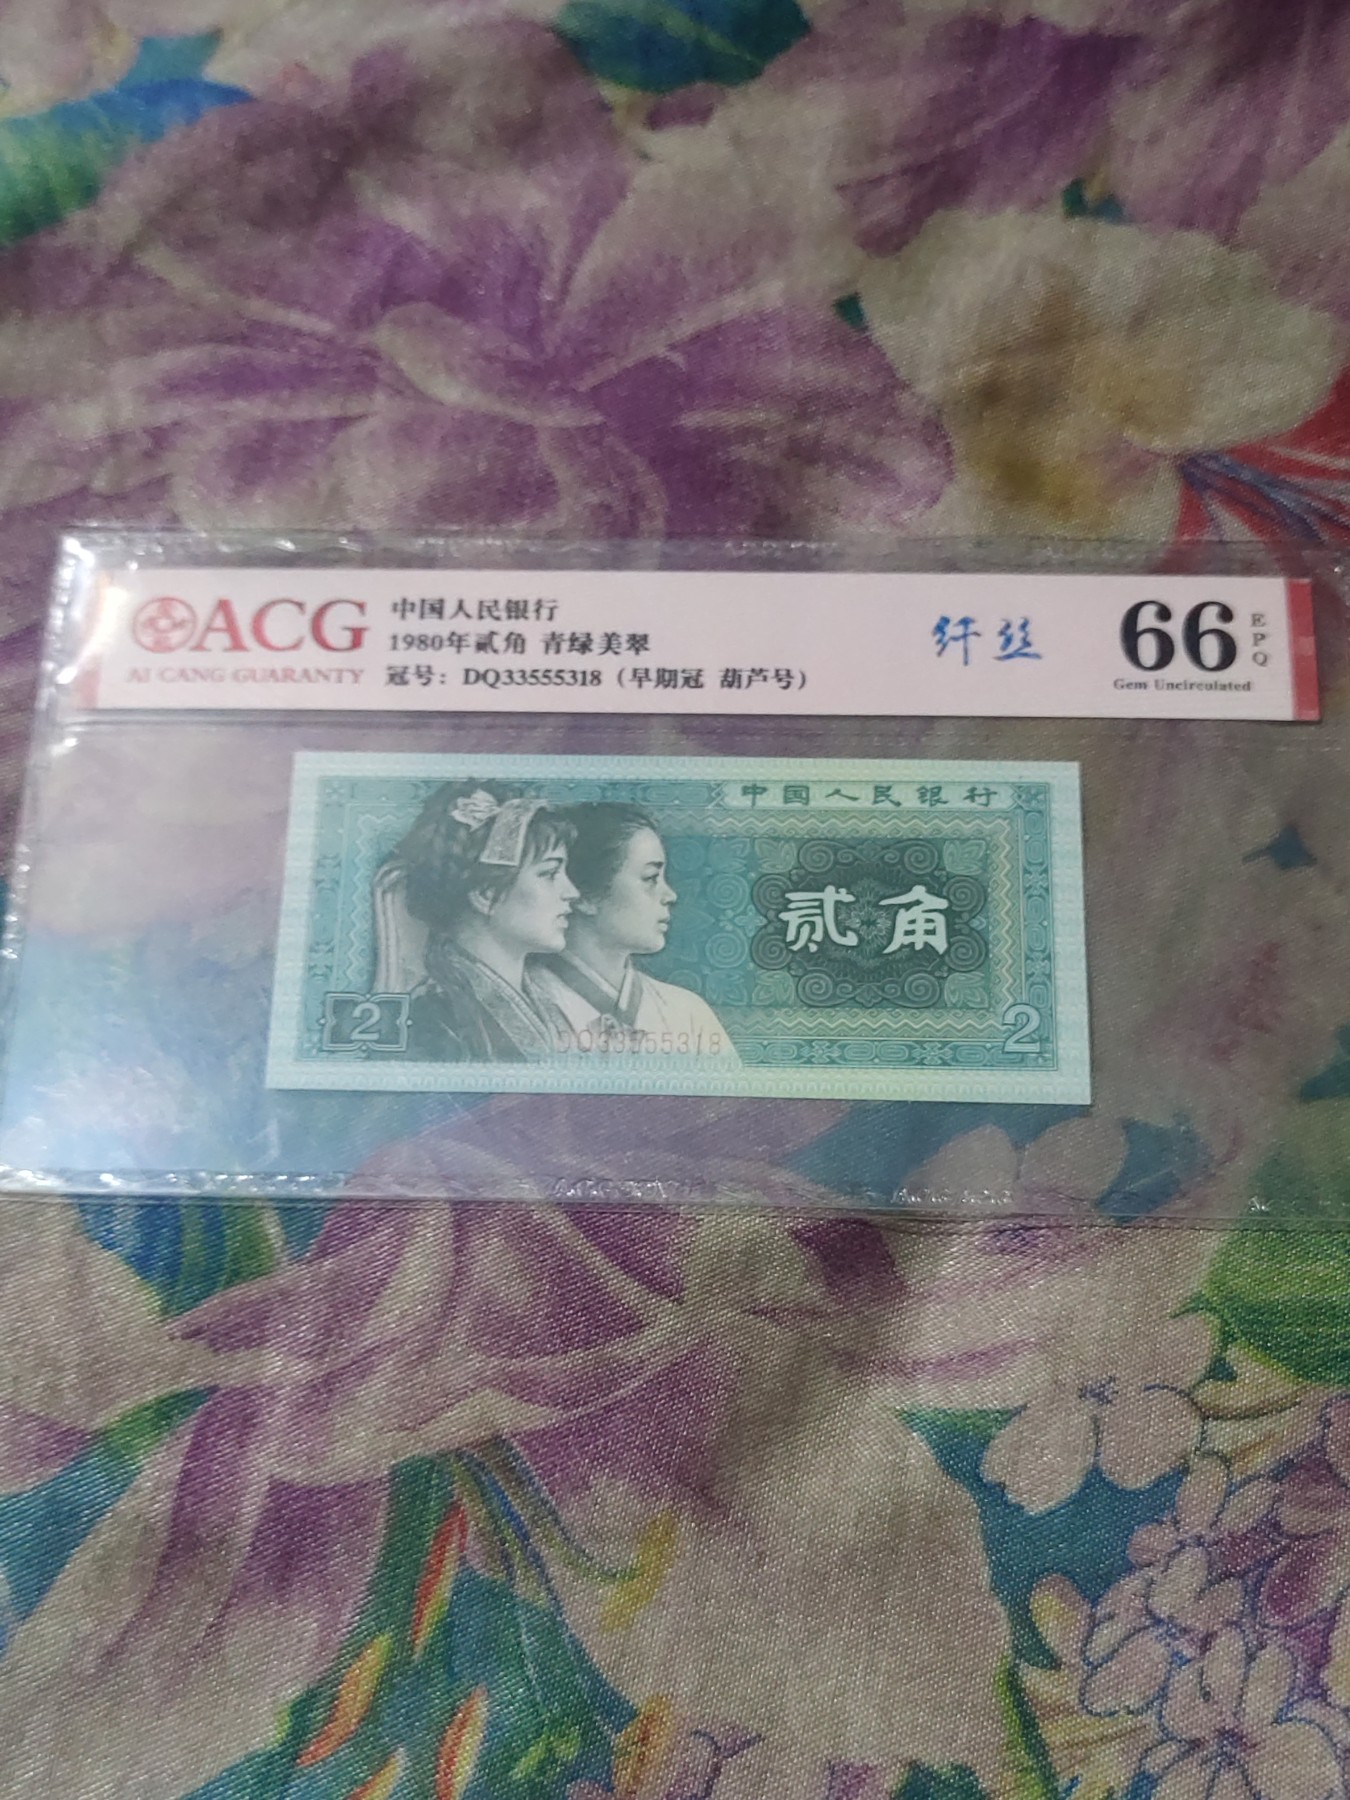 ACG
AI CANG GUARANTY
中国人民银行
1980年贰角 青绿美翠
冠号：DQ33555318（早期冠 葫芦号）
纤丝
66
EPQ
Gem Uncirculated
中国人民银行
贰角
2
2
DQ33555318